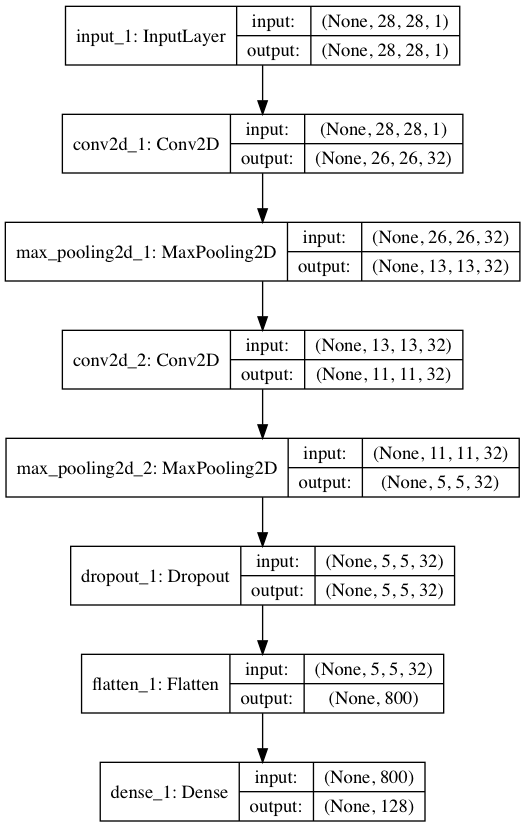 input_1: InputLayer
input: (None, 28, 28, 1)
output: (None, 28, 28, 1)
conv2d_1: Conv2D
input: (None, 28, 28, 1)
output: (None, 26, 26, 32)
max_pooling2d_1: MaxPooling2D
input: (None, 26, 26, 32)
output: (None, 13, 13, 32)
conv2d_2: Conv2D
input: (None, 13, 13, 32)
output: (None, 11, 11, 32)
max_pooling2d_2: MaxPooling2D
input: (None, 11, 11, 32)
output: (None, 5, 5, 32)
dropout_1: Dropout
input: (None, 5, 5, 32)
output: (None, 5, 5, 32)
flatten_1: Flatten
input: (None, 5, 5, 32)
output: (None, 800)
dense_1: Dense
input: (None, 800)
output: (None, 128)